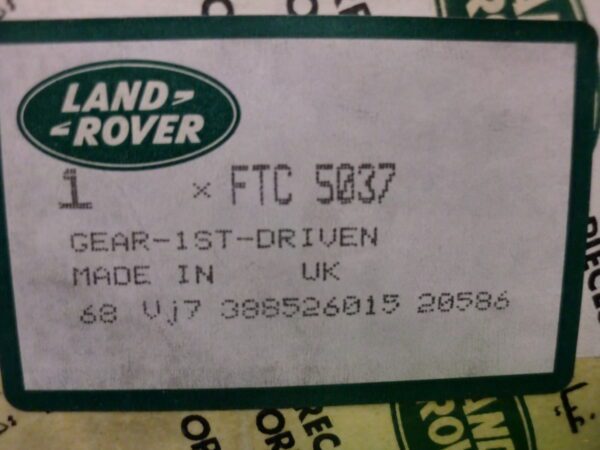 LAND
ROVER
1 × FTC 5037
GEAR-1ST-DRIVEN
MADE IN UK
68 Vj7 388526015 20586